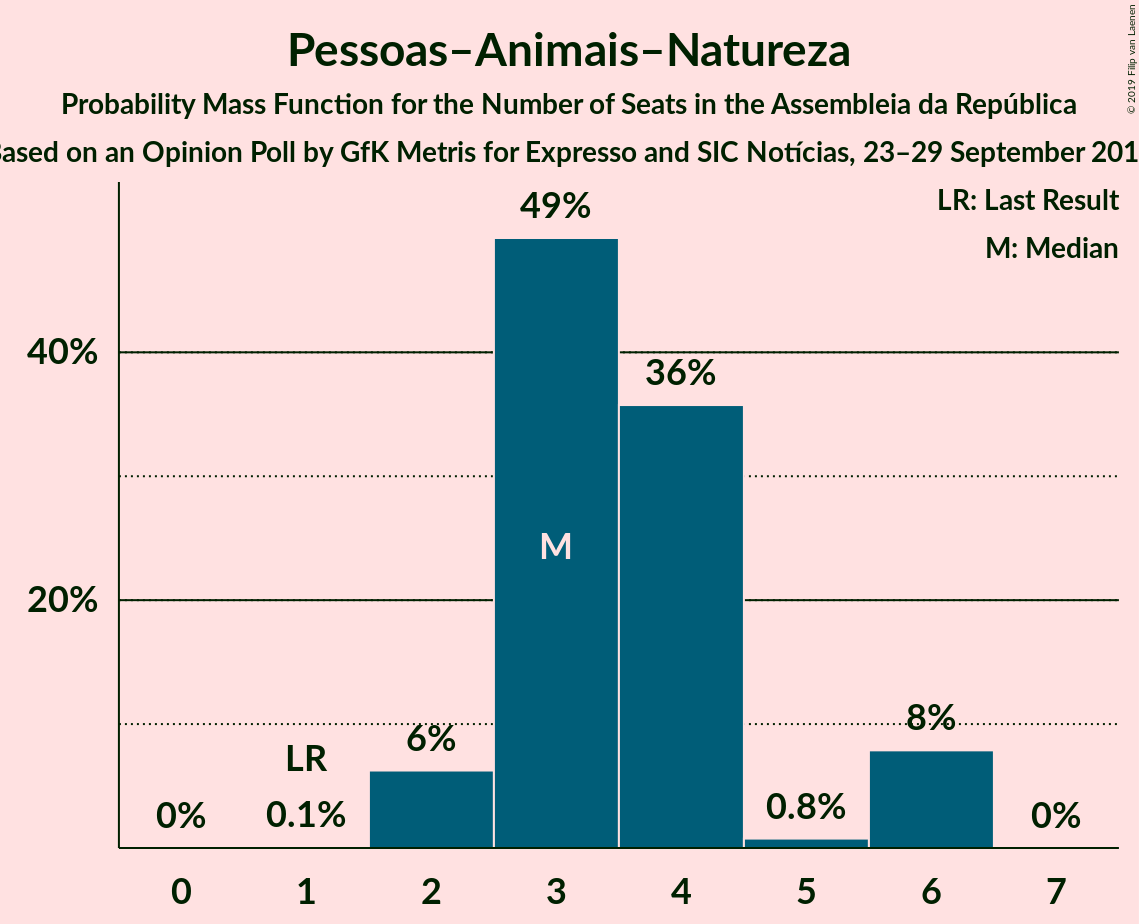 Pessoas–Animais–Natureza
Probability Mass Function for the Number of Seats in the Assembleia da República
ased on an Opinion Poll by GfK Metris for Expresso and SIC Notícias, 23–29 September 201
© 2019 Filip van Laenen
LR: Last Result
M: Median
49%
40%
36%
M
20%
8%
6%
LR
0.8%
0%
0.1%
0%
0 1 2 3 4 5 6 7